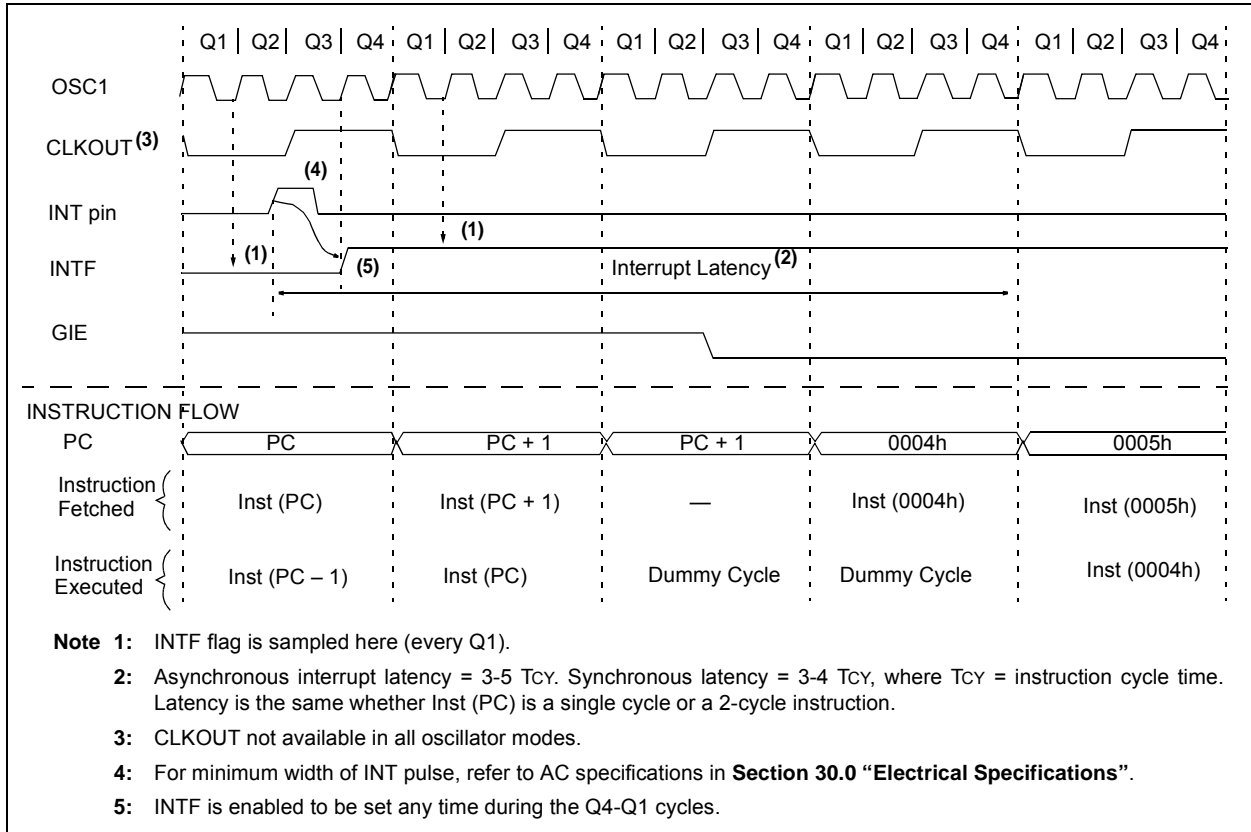 Q1 Q2 Q3 Q4 Q1 Q2 Q3 Q4 Q1 Q2 Q3 Q4 Q1 Q2 Q3 Q4 Q1 Q2 Q3 Q4
OSC1
CLKOUT (3)
(4)
INT pin
(1)
(1)
INTF
(5)
Interrupt Latency (2)
GIE
INSTRUCTION FLOW
PC PC PC + 1 PC + 1 0004h 0005h
Instruction
Fetched
Inst (PC) Inst (PC + 1) — Inst (0004h) Inst (0005h)
Instruction
Executed
Inst (PC – 1) Inst (PC) Dummy Cycle Dummy Cycle Inst (0004h)
Note 1: INTF flag is sampled here (every Q1).
2: Asynchronous interrupt latency = 3-5 TCY. Synchronous latency = 3-4 TCY, where TCY = instruction cycle time.
Latency is the same whether Inst (PC) is a single cycle or a 2-cycle instruction.
3: CLKOUT not available in all oscillator modes.
4: For minimum width of INT pulse, refer to AC specifications in Section 30.0 “Electrical Specifications”.
5: INTF is enabled to be set any time during the Q4-Q1 cycles.